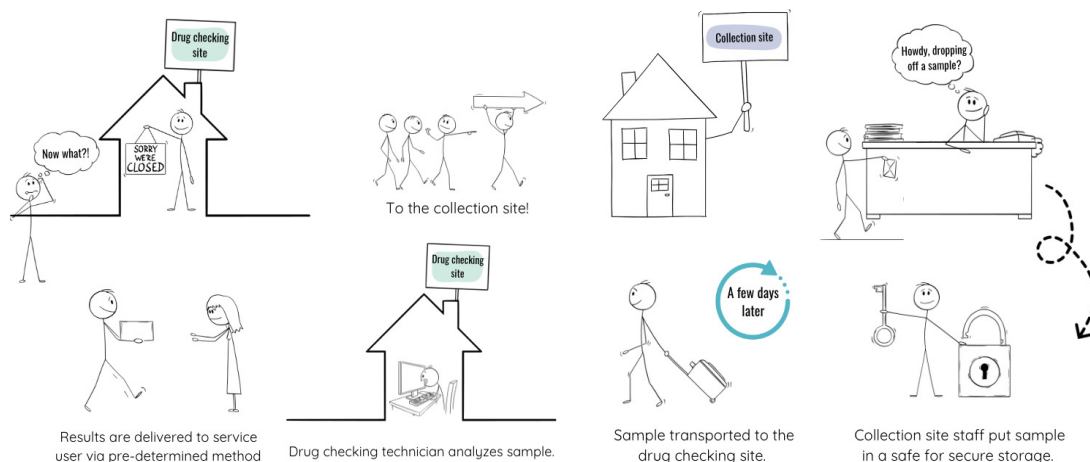 Drug checking
site
Now what?!
SORRY
WE'RE
CLOSED
To the collection site!
Collection site
Howdy, dropping
off a sample?
Collection site staff put sample
in a safe for secure storage.
A few days
later
Sample transported to the
drug checking site.
Drug checking
site
Drug checking technician analyzes sample.
Results are delivered to service
user via pre-determined method